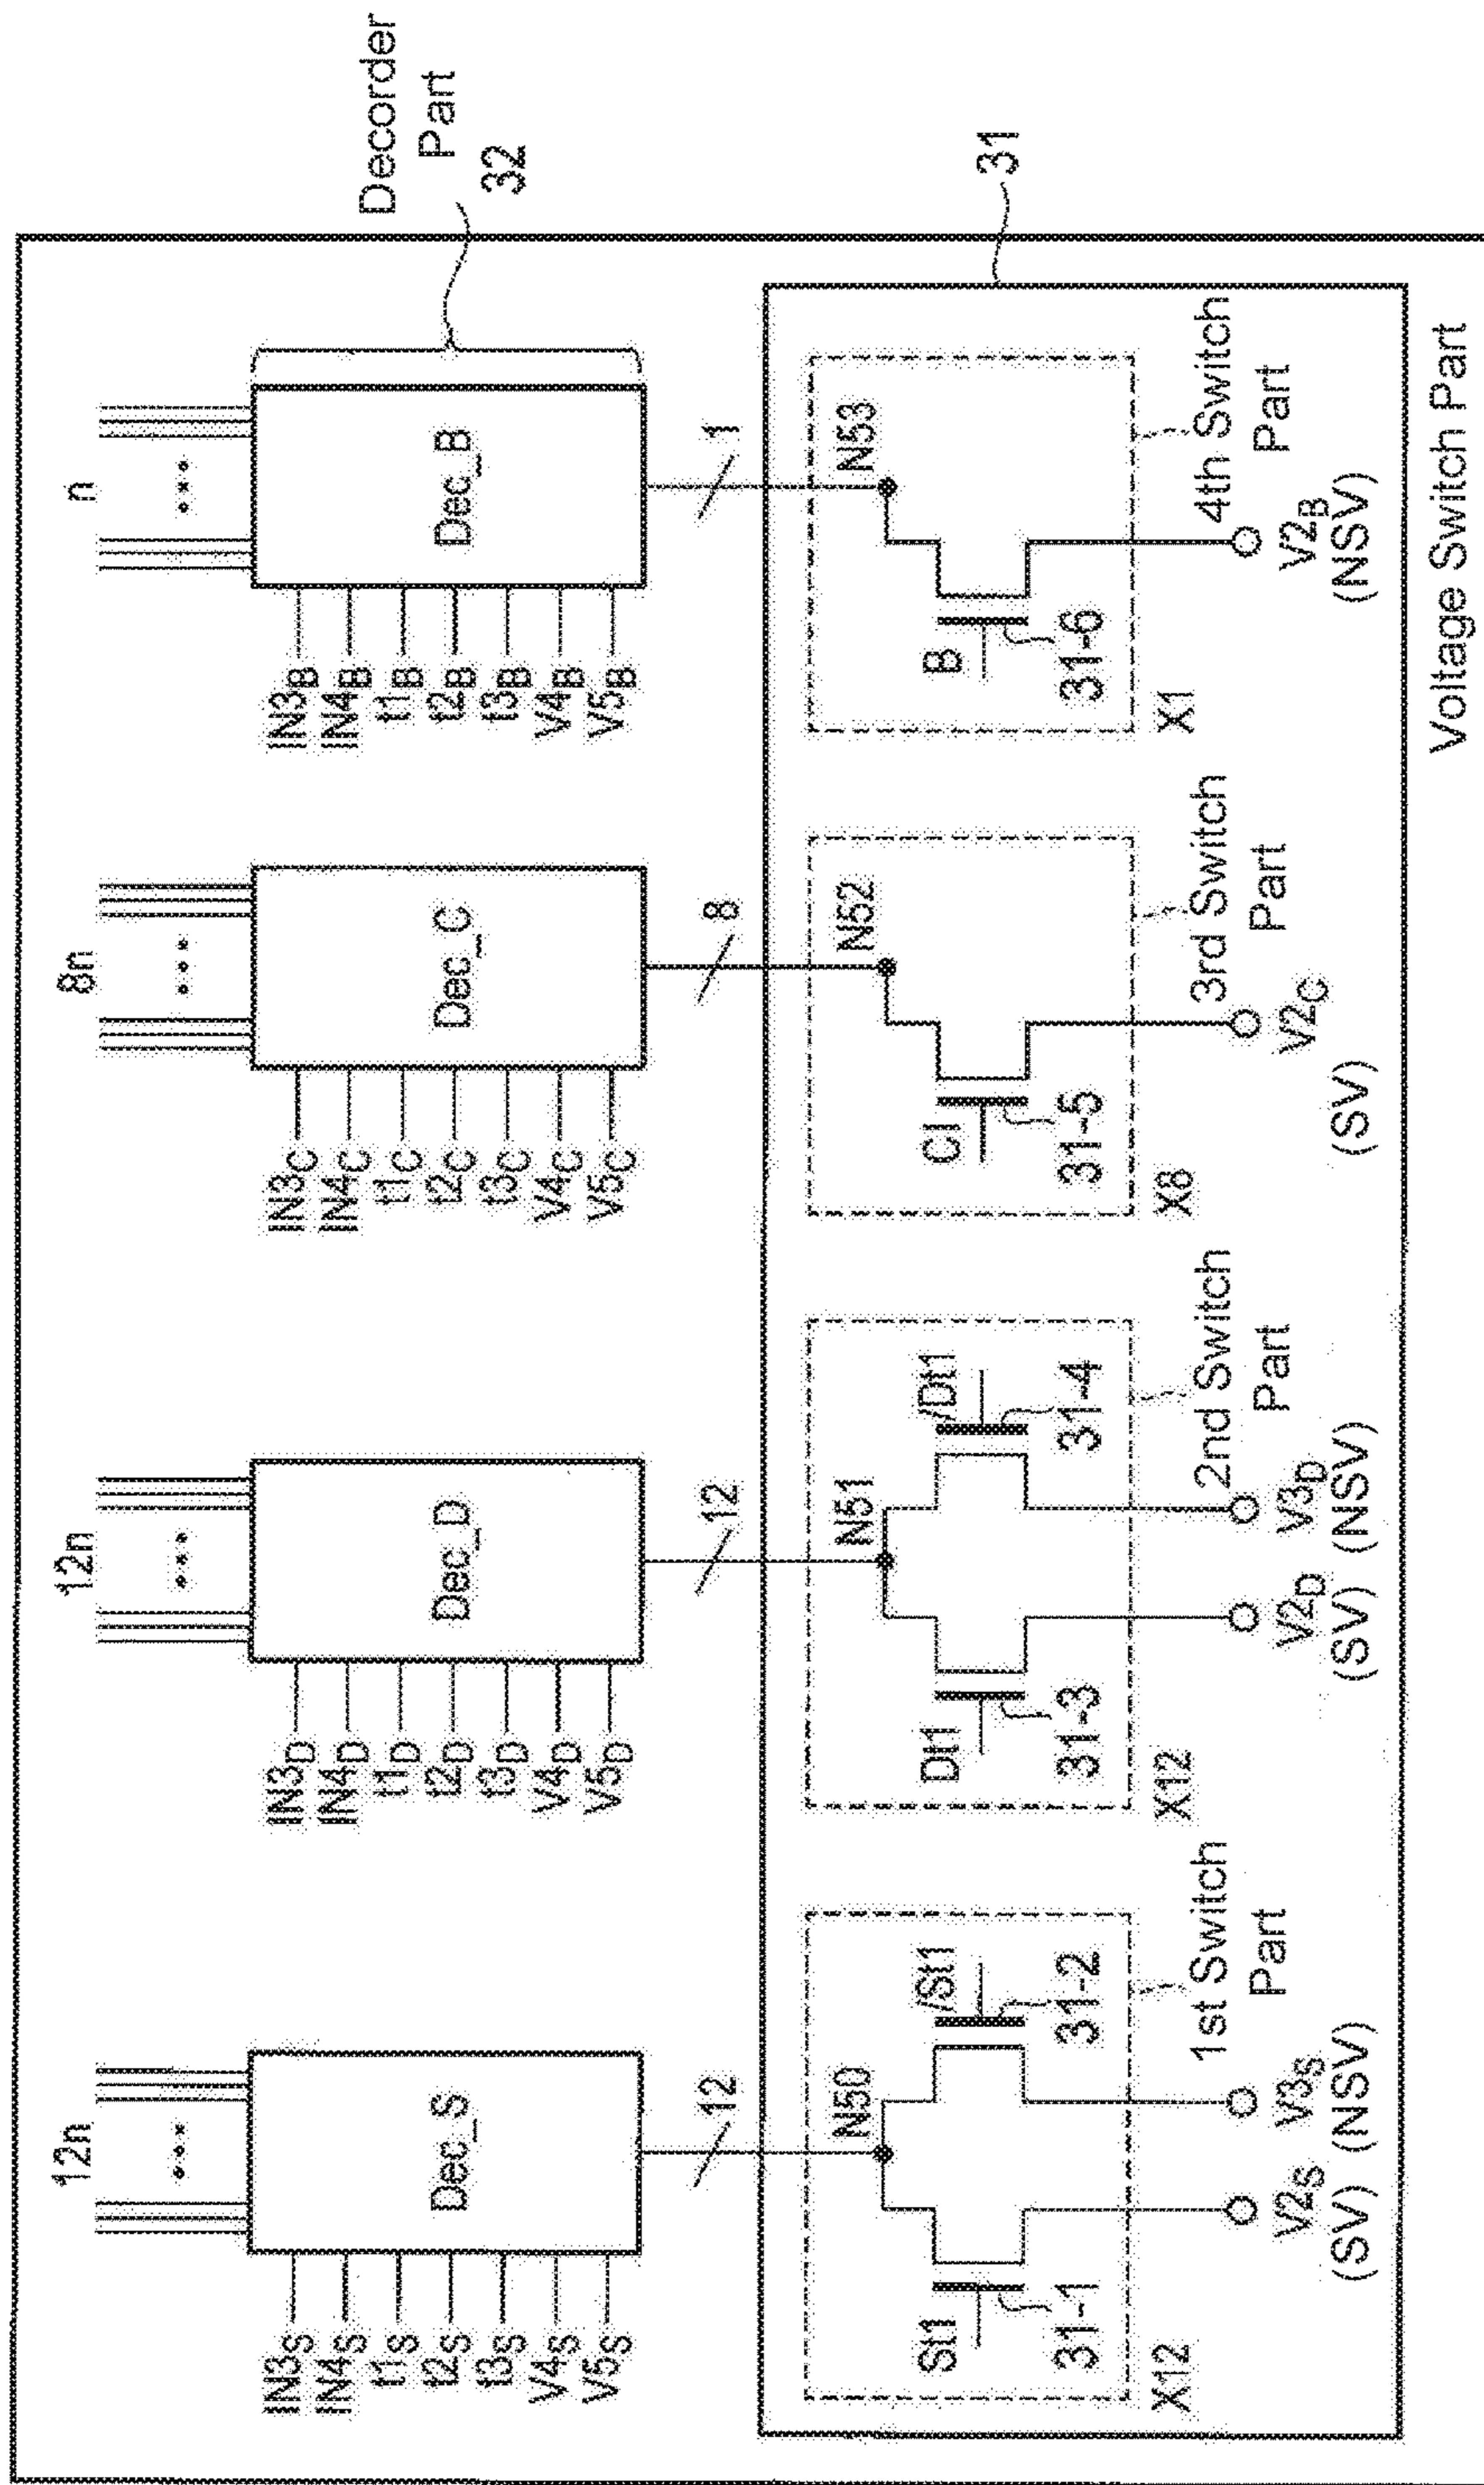 12n
12n
8n
n
Decorder
Part
32
IN3S
IN4S
t1S
t2S
t3S
V4S
V5S
Dec_S
IN3D
IN4D
t1D
t2D
t3D
V4D
V5D
Dec_D
IN3C
IN4C
t1C
t2C
t3C
V4C
V5C
Dec_C
IN3B
IN4B
t1B
t2B
t3B
V4B
V5B
Dec_B
12
12
8
1
31
N50
St1
/St1
31-1
31-2
X12
1st Switch
Part
V2S
(SV)
V3S
(NSV)
N51
Dt1
/Dt1
31-3
31-4
X12
2nd Switch
Part
V2D
(SV)
V3D
(NSV)
N52
CI
31-5
X8
3rd Switch
Part
V2C
(SV)
N53
B
31-6
X1
4th Switch
Part
V2B
(NSV)
Voltage Switch Part